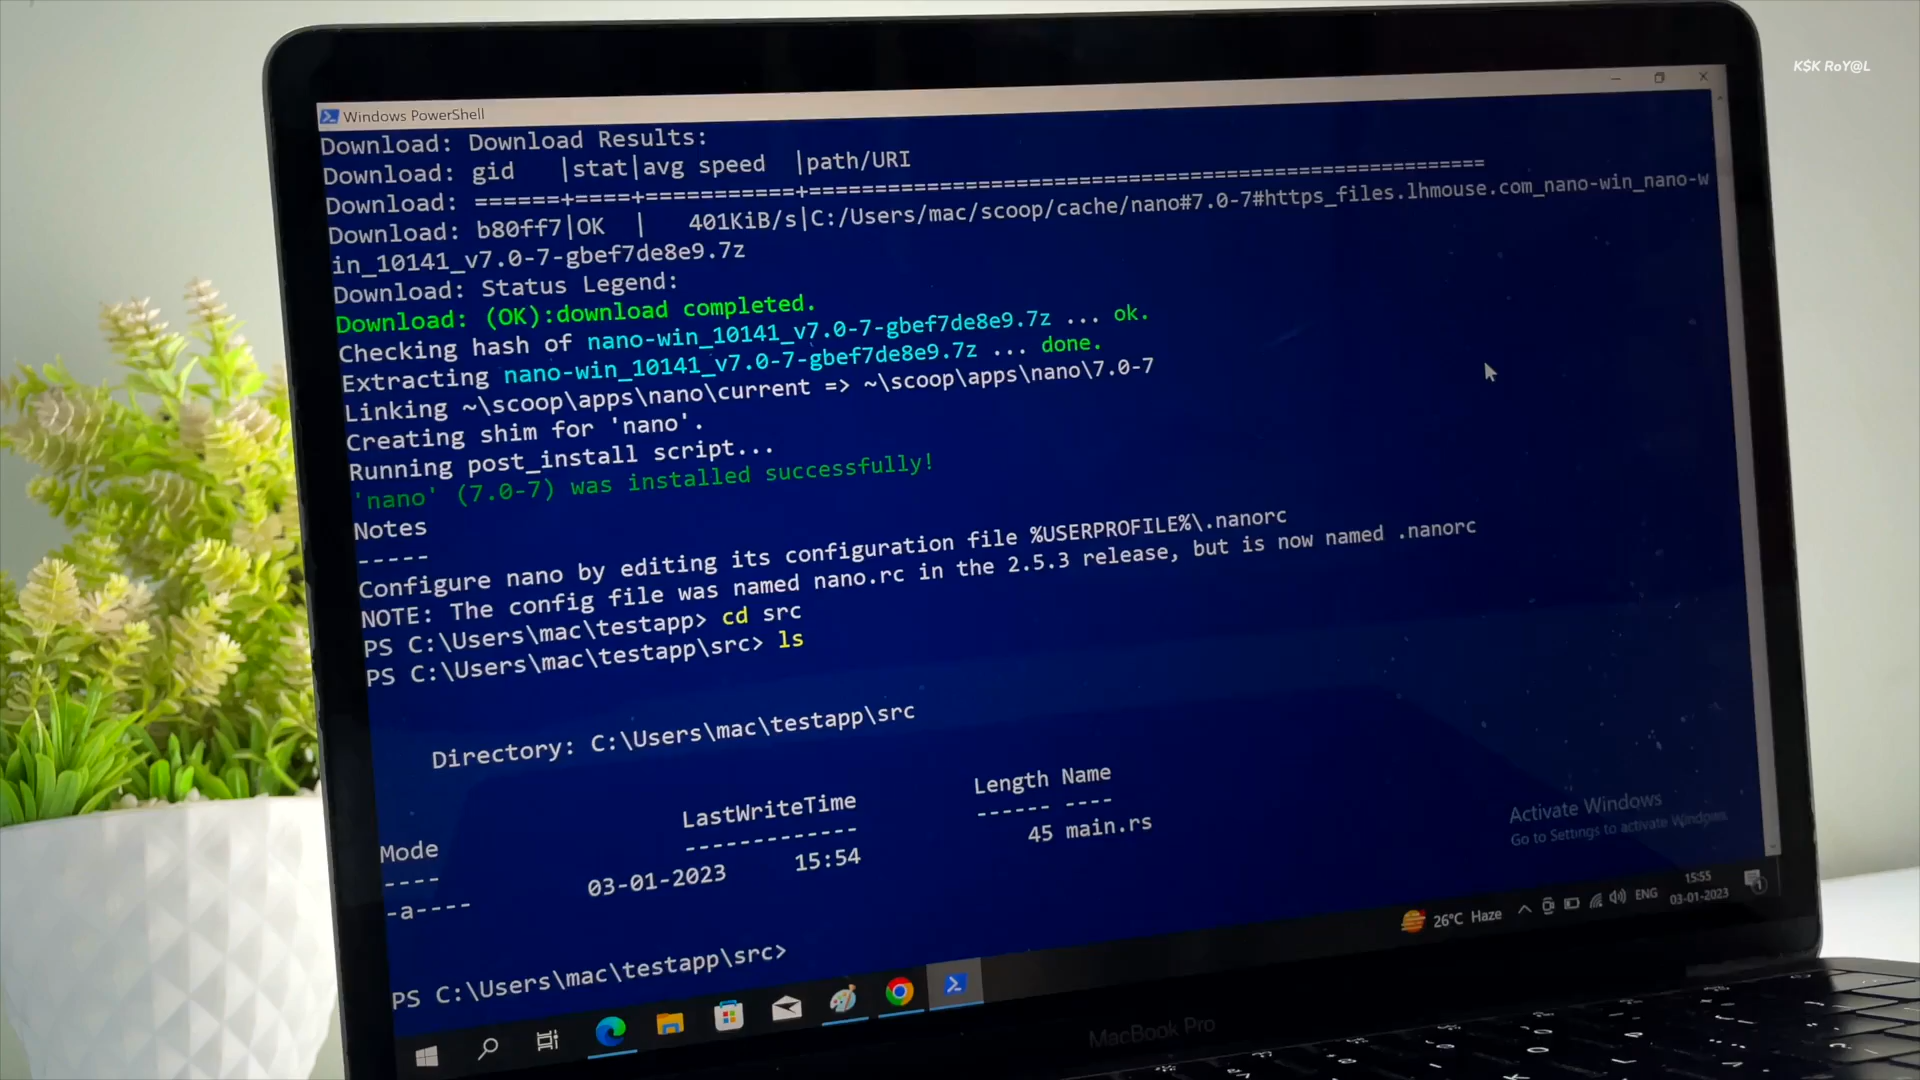 K$K RoY@L
Windows PowerShell
Download: Download Results:
Download: gid   |stat|avg speed  |path/URI
Download: ======+====+===========+=======================================================
Download: b80ff7|OK  |   401KiB/s|C:/Users/mac/scoop/cache/nano#7.0-7#https_files.lhmouse.com_nano-win_nano-w
in_10141_v7.0-7-gbef7de8e9.7z
Download: Status Legend:
Download: (OK):download completed.
Checking hash of nano-win_10141_v7.0-7-gbef7de8e9.7z ... ok.
Extracting nano-win_10141_v7.0-7-gbef7de8e9.7z ... done.
Linking ~\scoop\apps\nano\current => ~\scoop\apps\nano\7.0-7
Creating shim for 'nano'.
Running post_install script...
'nano' (7.0-7) was installed successfully!
Notes
-----
Configure nano by editing its configuration file %USERPROFILE%\.nanorc
NOTE: The config file was named nano.rc in the 2.5.3 release, but is now named .nanorc
PS C:\Users\mac\testapp> cd src
PS C:\Users\mac\testapp\src> ls
Directory: C:\Users\mac\testapp\src
Mode LastWriteTime Length Name
---- ------------- ------ ----
-a---- 03-01-2023 15:54 45 main.rs
PS C:\Users\mac\testapp\src>
Activate Windows
Go to Settings to activate Windows.
26°C Haze ENG 15:55
03-01-2023
1
MacBook Pro